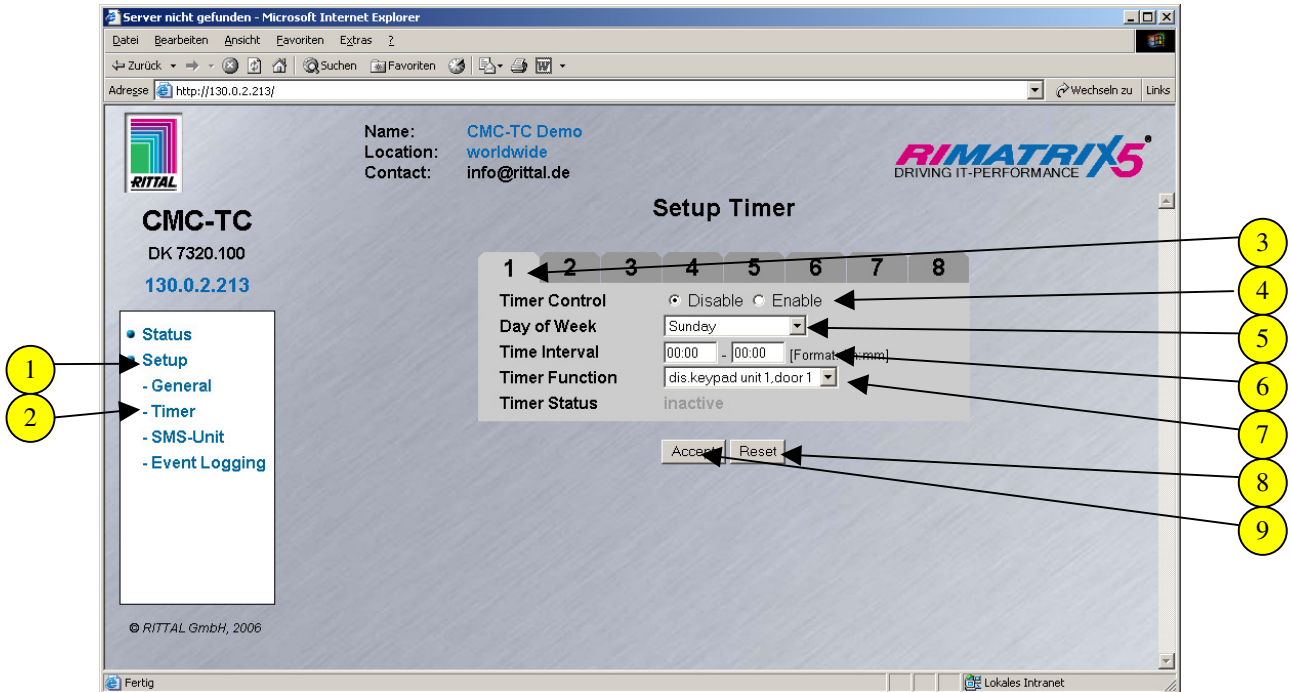 Server nicht gefunden - Microsoft Internet Explorer
Datei Bearbeiten Ansicht Favoriten Extras ?
Zurück Suchen Favoriten
Adresse http://130.0.2.213/ Wechseln zu Links
RITTAL
Name: CMC-TC Demo
Location: worldwide
Contact: info@rittal.de
RIMATRIX5
DRIVING IT-PERFORMANCE
CMC-TC
DK 7320.100
130.0.2.213
Status
Setup
- General
- Timer
- SMS-Unit
- Event Logging
© RITTAL GmbH, 2006
Setup Timer
1 2 3 4 5 6 7 8
Timer Control Disable Enable
Day of Week Sunday
Time Interval 00:00 - 00:00 [Format hh:mm]
Timer Function dis.keypad unit 1,door 1
Timer Status inactive
Accept Reset
Fertig Lokales Intranet
1
2
3
4
5
6
7
8
9